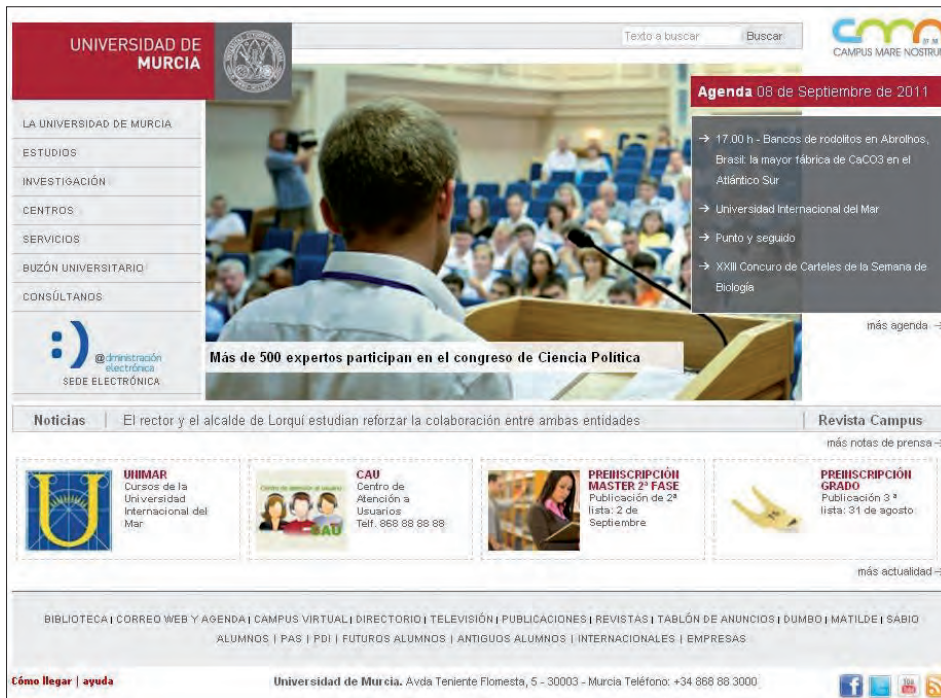 UNIVERSIDAD DE
MURCIA
Texto a buscar
Buscar
CAMPUS MARE NOSTRUM
LA UNIVERSIDAD DE MURCIA
ESTUDIOS
INVESTIGACIÓN
CENTROS
SERVICIOS
BUZÓN UNIVERSITARIO
CONSÚLTANOS
:)
@dministración
electrónica
SEDE ELECTRÓNICA
Agenda 08 de Septiembre de 2011
→ 17.00 h - Bancos de rodolitos en Abrolhos,
Brasil: la mayor fábrica de CaCO3 en el
Atlántico Sur
→ Universidad Internacional del Mar
→ Punto y seguido
→ XXIII Concuro de Carteles de la Semana de
Biología
más agenda →
Más de 500 expertos participan en el congreso de Ciencia Política
Noticias | El rector y el alcalde de Lorquí estudian reforzar la colaboración entre ambas entidades
Revista Campus
más notas de prensa →
UNIMAR
Cursos de la
Universidad
Internacional del
Mar
Centro de atención al usuario
CAU
CAU
Centro de
Atención a
Usuarios
Telf. 868 88 88 88
PREINSCRIPCIÓN
MASTER 2ª FASE
Publicación de 2ª
lista: 2 de
Septiembre
PREINSCRIPCIÓN
GRADO
Publicación 3 ª
lista: 31 de agosto
más actualidad →
BIBLIOTECA | CORREO WEB Y AGENDA | CAMPUS VIRTUAL | DIRECTORIO | TELEVISIÓN | PUBLICACIONES | REVISTAS | TABLÓN DE ANUNCIOS | DUMBO | MATILDE | SABIO
ALUMNOS | PAS | PDI | FUTUROS ALUMNOS | ANTIGUOS ALUMNOS | INTERNACIONALES | EMPRESAS
Cómo llegar | ayuda
Universidad de Murcia. Avda Teniente Flomesta, 5 - 30003 - Murcia Teléfono: +34 868 88 3000